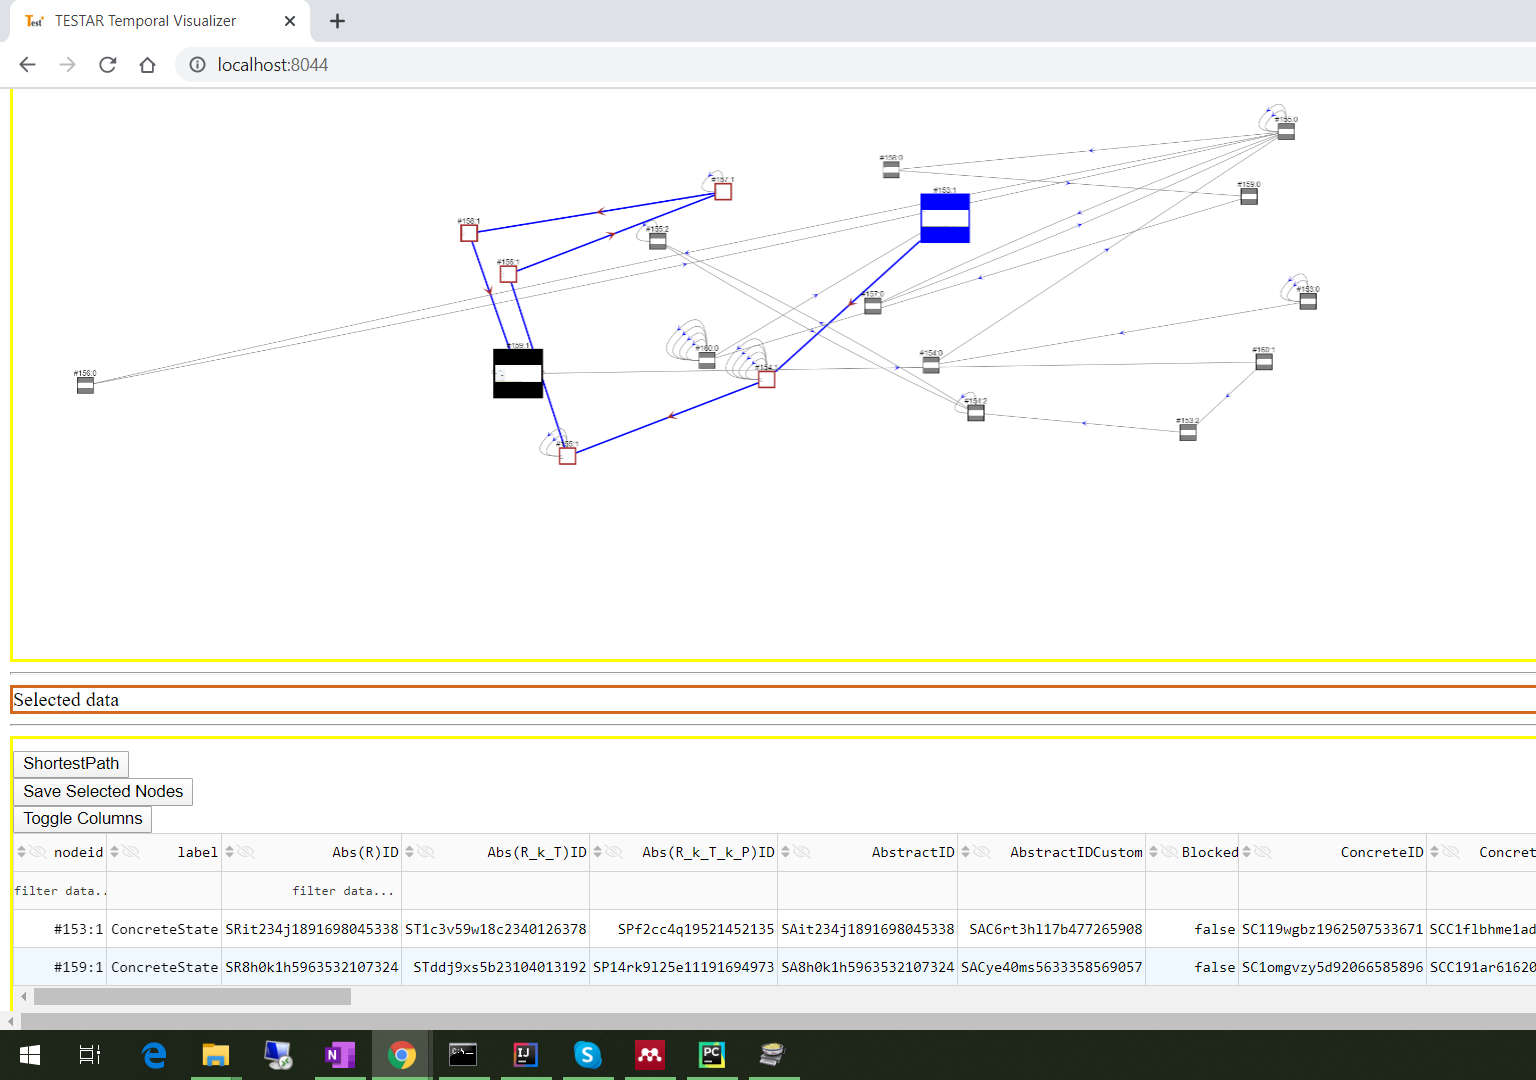 Test TESTAR Temporal Visualizer
localhost:8044
#155:0
#158:0
#157:1
#159:0
#153:1
#158:1
#155:2
#156:1
#153:0
#157:0
#159:1
#160:0
#154:0
#160:1
#154:1
#156:0
#154:2
#153:2
#155:1
Selected data
ShortestPath
Save Selected Nodes
Toggle Columns
nodeid label Abs(R)ID Abs(R_k_T)ID Abs(R_k_T_k_P)ID AbstractID AbstractIDCustom Blocked ConcreteID Concret
filter data.. filter data...
#153:1 ConcreteState SRit234j1891698045338 ST1c3v59w18c2340126378 SPf2cc4q19521452135 SAit234j1891698045338 SAC6rt3hl17b477265908 false SC119wgbz1962507533671 SCC1flbhme1ad
#159:1 ConcreteState SR8h0k1h5963532107324 STddj9xs5b23104013192 SP14rk9l25e11191694973 SA8h0k1h5963532107324 SACye40ms5633358569057 false SC1omgvzy5d92066585896 SCC191ar61620